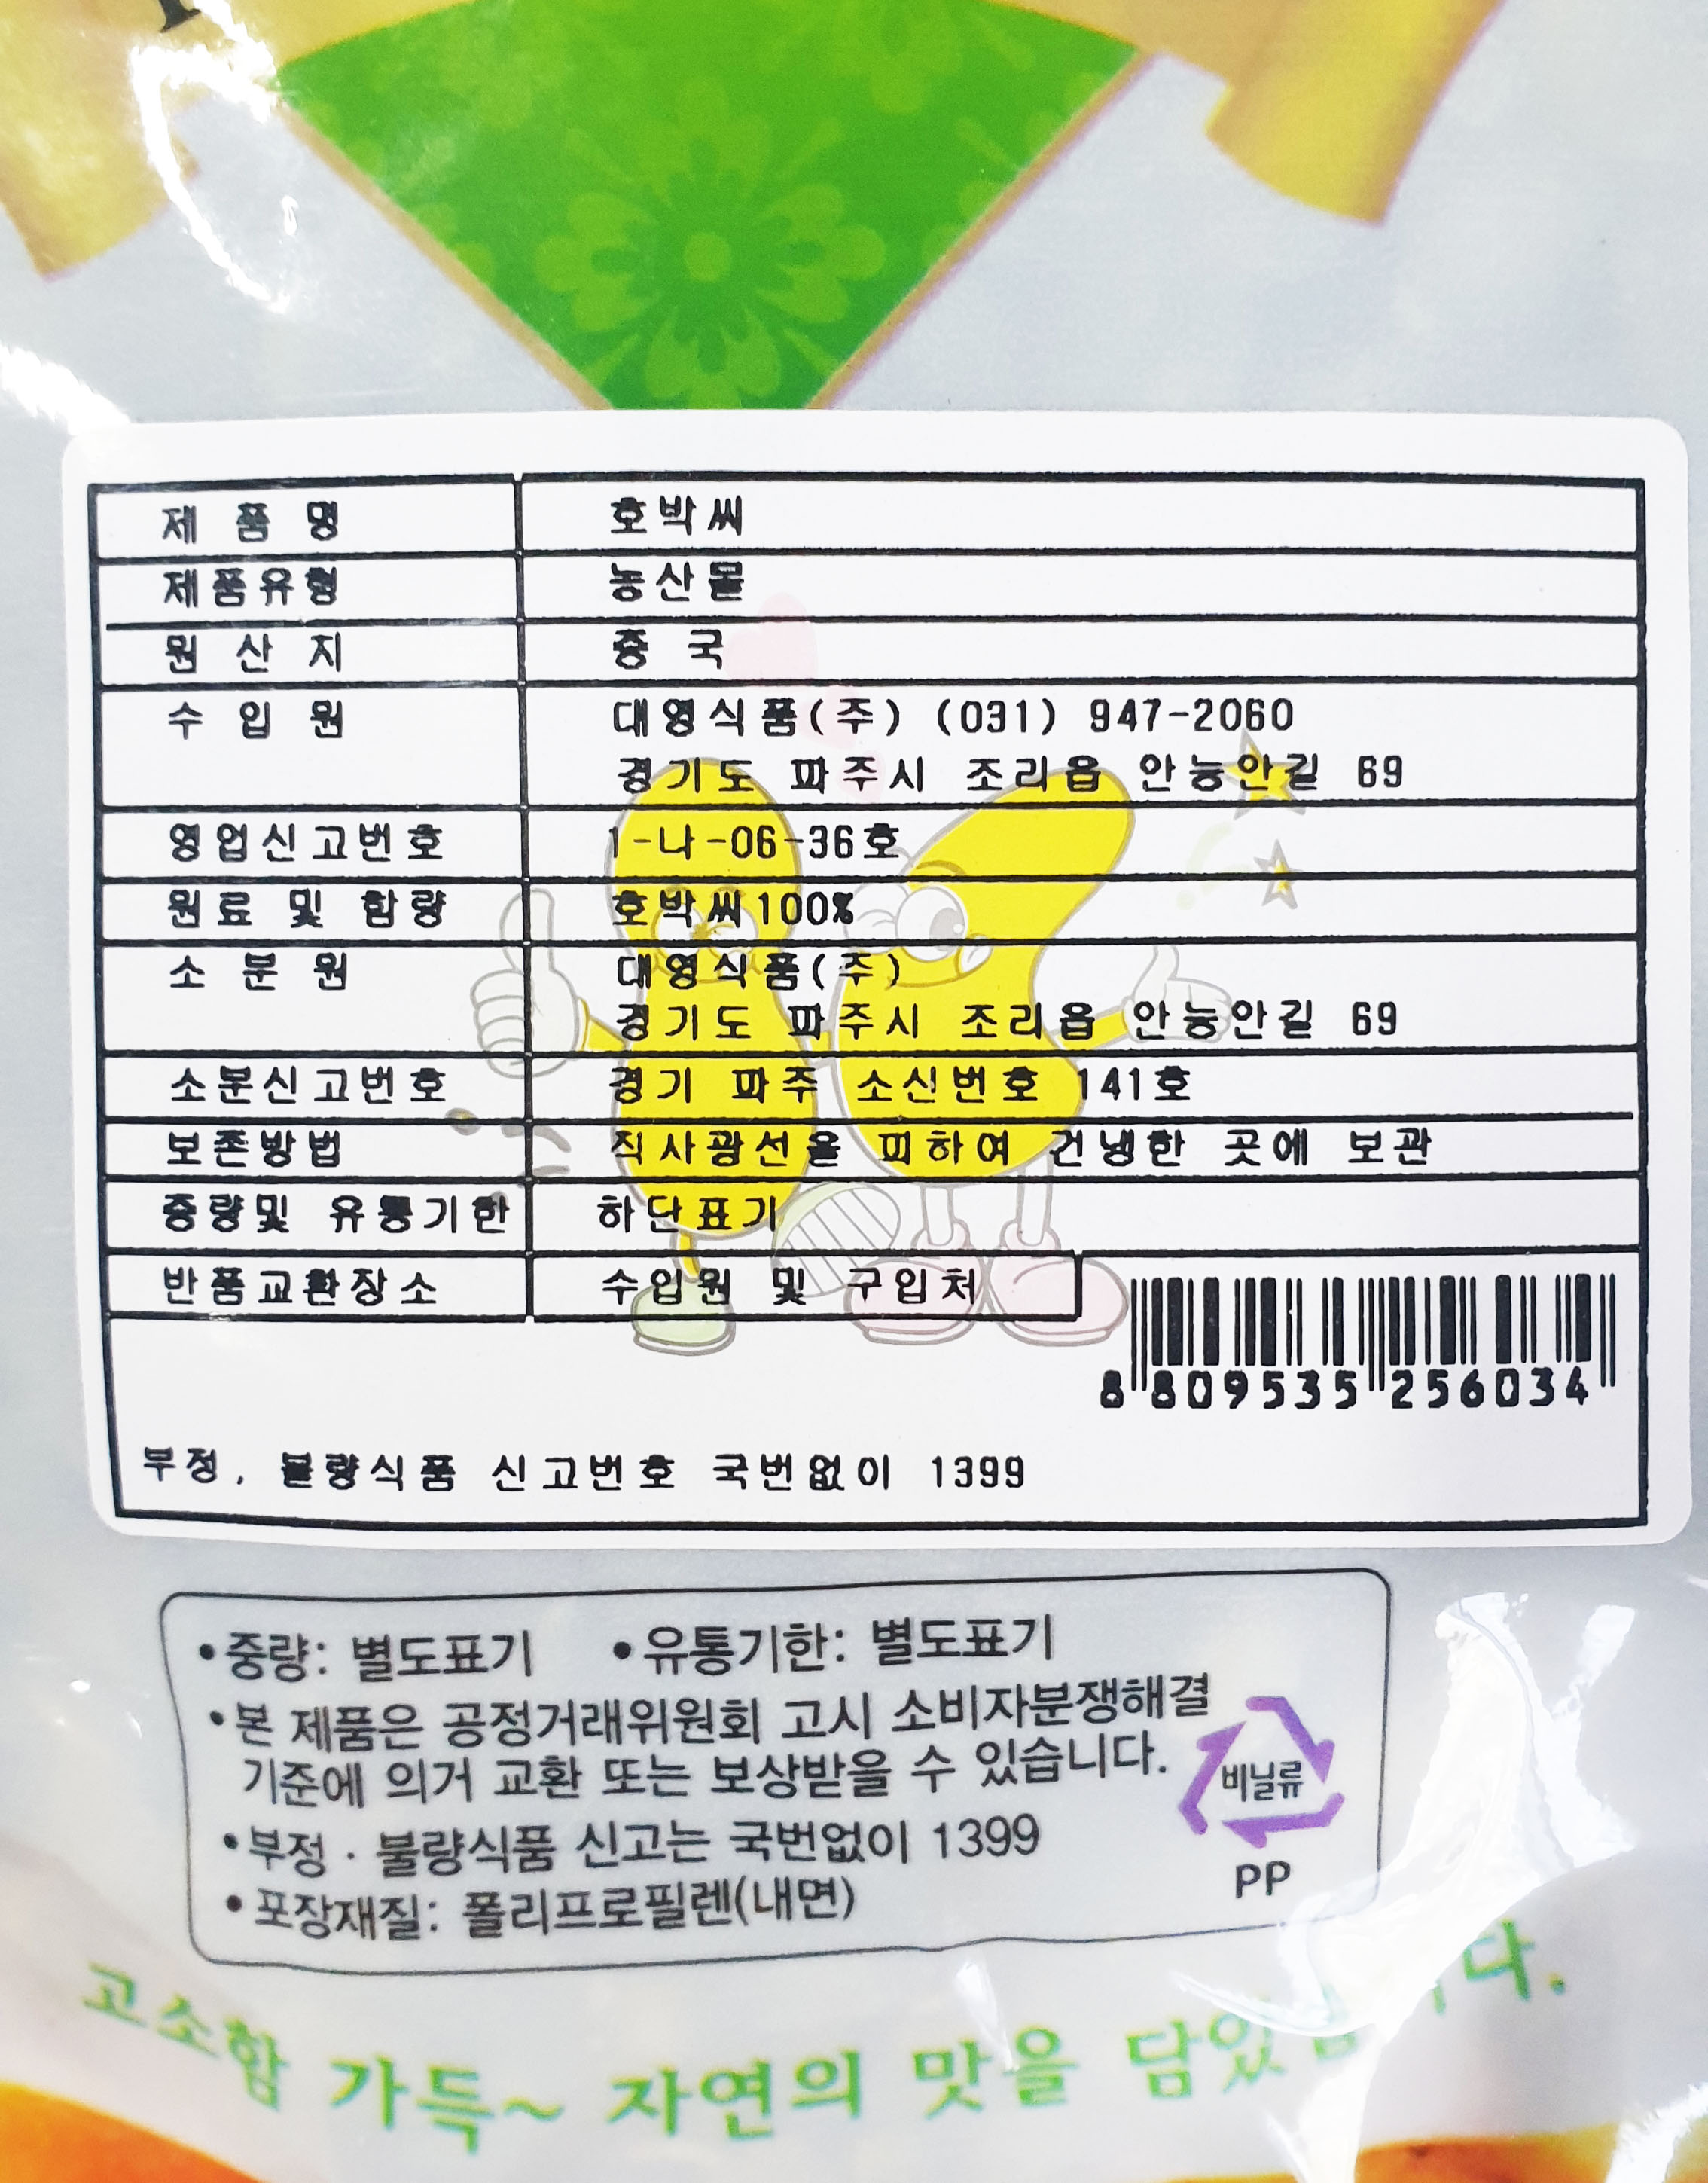 제 품 명 호박씨
제품유형 농산물
원 산 지 중 국
수 입 원 대영식품(주) (031) 947-2060
경기도 파주시 조리읍 안능안길 69
영업신고번호 1-나-06-36호
원료 및 함량 호박씨100%
소 분 원 대영식품(주)
경기도 파주시 조리읍 안능안길 69
소분신고번호 경기 파주 소신번호 141호
보존방법 직사광선을 피하여 건냉한 곳에 보관
중량및 유통기한 하단표기
반품교환장소 수입원 및 구입처
8 809535 256034
부정, 불량식품 신고번호 국번없이 1399
•중량: 별도표기 •유통기한: 별도표기
•본 제품은 공정거래위원회 고시 소비자분쟁해결
기준에 의거 교환 또는 보상받을 수 있습니다.
비닐류
•부정 · 불량식품 신고는 국번없이 1399
PP
•포장재질: 폴리프로필렌(내면)
고소함 가득~ 자연의 맛을